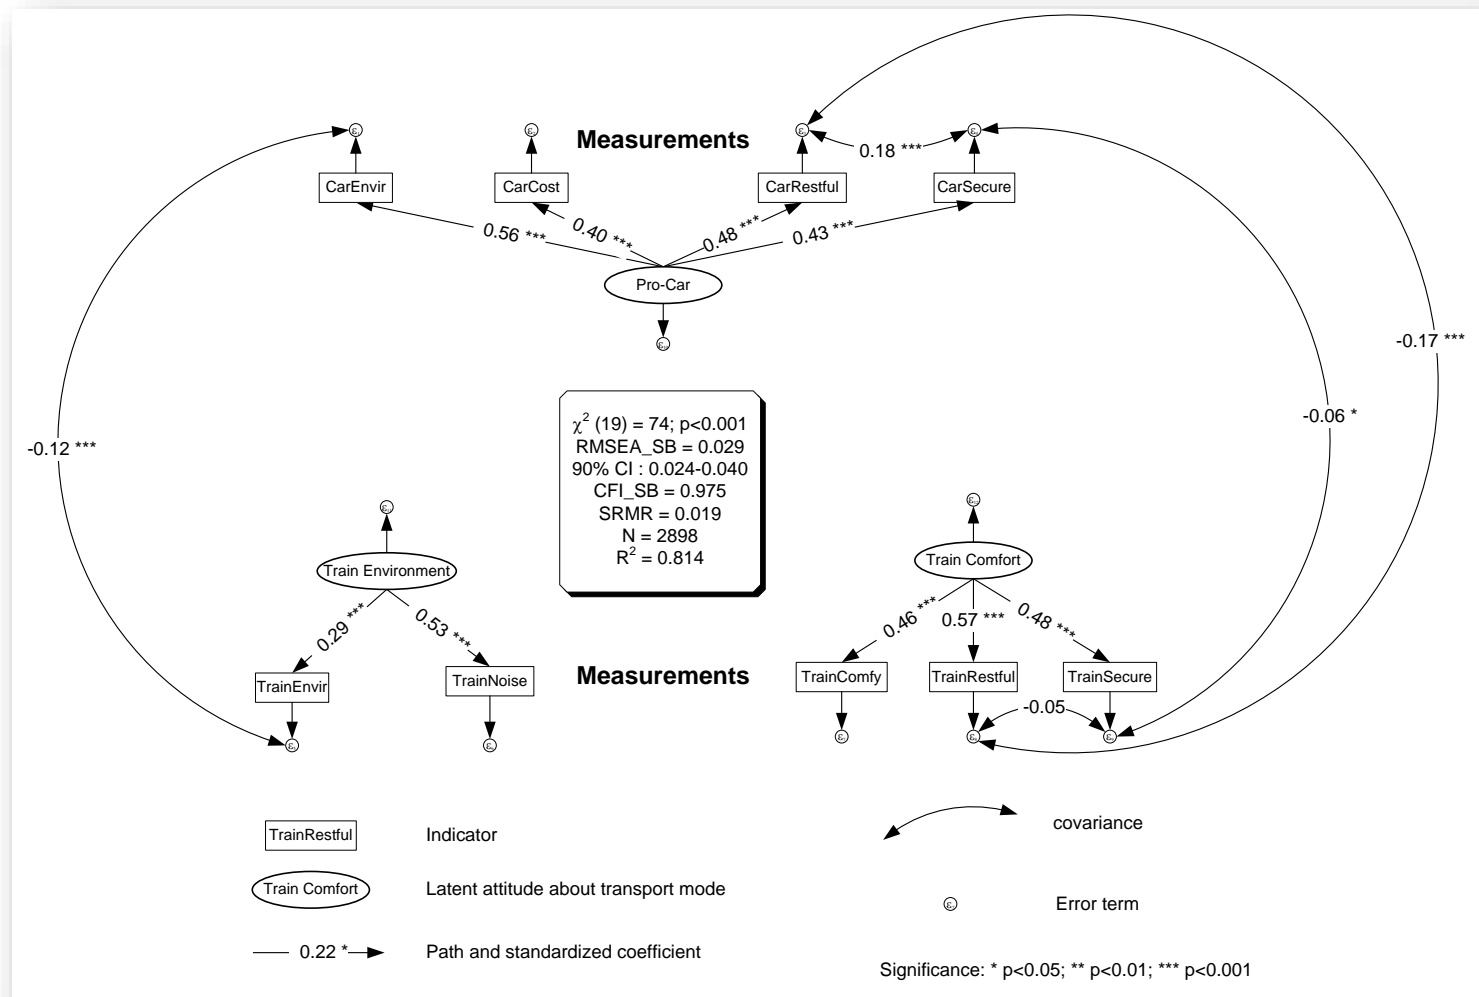 Measurements
0.18 ***
CarEnvir
CarCost
CarRestful
CarSecure
0.56 ***
0.40 ***
0.48 ***
0.43 ***
Pro-Car
-0.17 ***
-0.06 *
-0.12 ***
χ² (19) = 74; p<0.001
RMSEA_SB = 0.029
90% CI : 0.024-0.040
CFI_SB = 0.975
SRMR = 0.019
N = 2898
R² = 0.814
Train Environment
Train Comfort
0.29 ***
0.53 ***
0.46 ***
0.57 ***
0.48 ***
Measurements
TrainEnvir
TrainNoise
TrainComfy
TrainRestful
TrainSecure
-0.05
TrainRestful
Indicator
covariance
Train Comfort
Latent attitude about transport mode
Error term
0.22 *
Path and standardized coefficient
Significance: * p<0.05; ** p<0.01; *** p<0.001